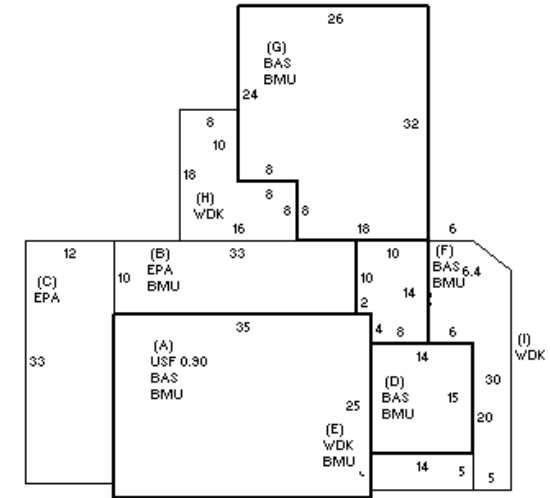 26
(G)
BAS
BMU
24
32
8
10
18
8
8
8
8
(H)
WDK
16
18
6
12
(B)
EPA
BMU
33
10
(F)
BAS
BMU
6.4
(C)
EPA
10
10
14
2
35
4
8
6
(A)
USF 0.90
BAS
BMU
33
14
(I)
WDK
(D)
BAS
BMU
15
30
25
20
(E)
WDK
BMU
14
5
5